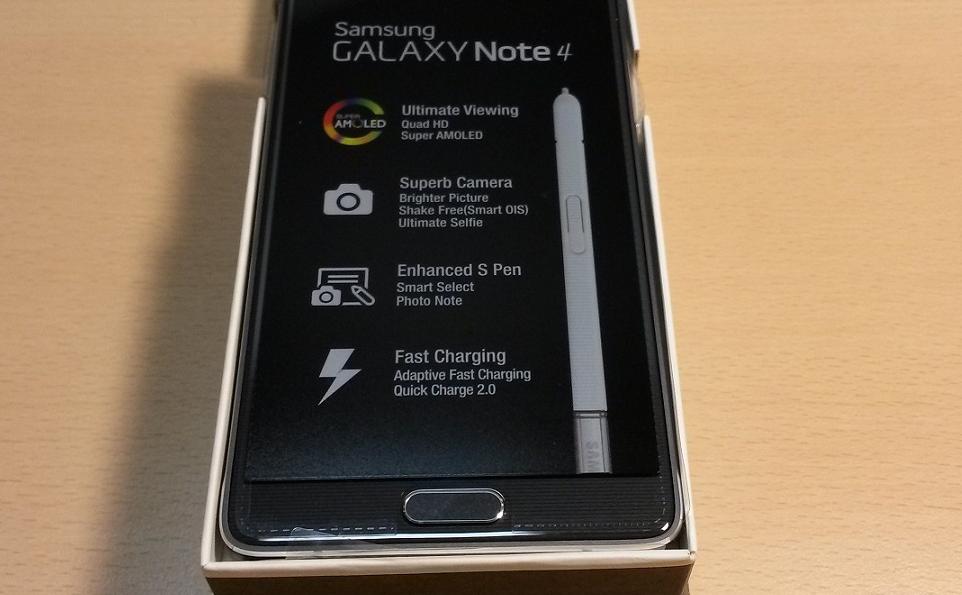 Samsung
GALAXY Note 4
SUPER
AMOLED
Ultimate Viewing
Quad HD
Super AMOLED
Superb Camera
Brighter Picture
Shake Free(Smart OIS)
Ultimate Selfie
Enhanced S Pen
Smart Select
Photo Note
Fast Charging
Adaptive Fast Charging
Quick Charge 2.0
SAM